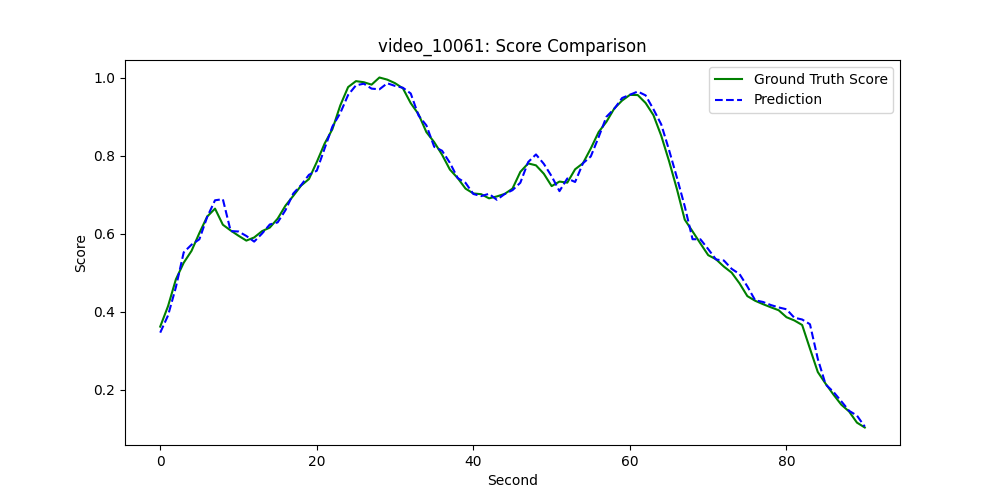 video_10061: Score Comparison
Ground Truth Score
Prediction
Score
1.0
0.8
0.6
0.4
0.2
0 20 40 60 80
Second